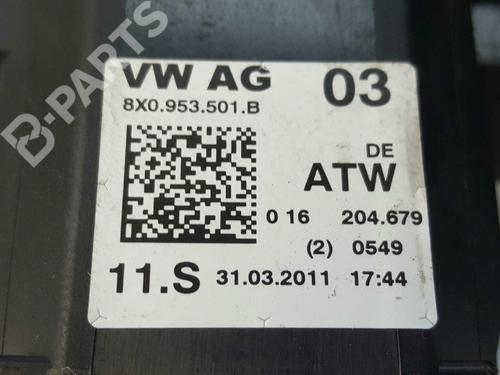 VW AG 03
8X0.953.501.B
DE
ATW
0 16 204.679
(2) 0549
11.S 31.03.2011 17:44
B-PARTS